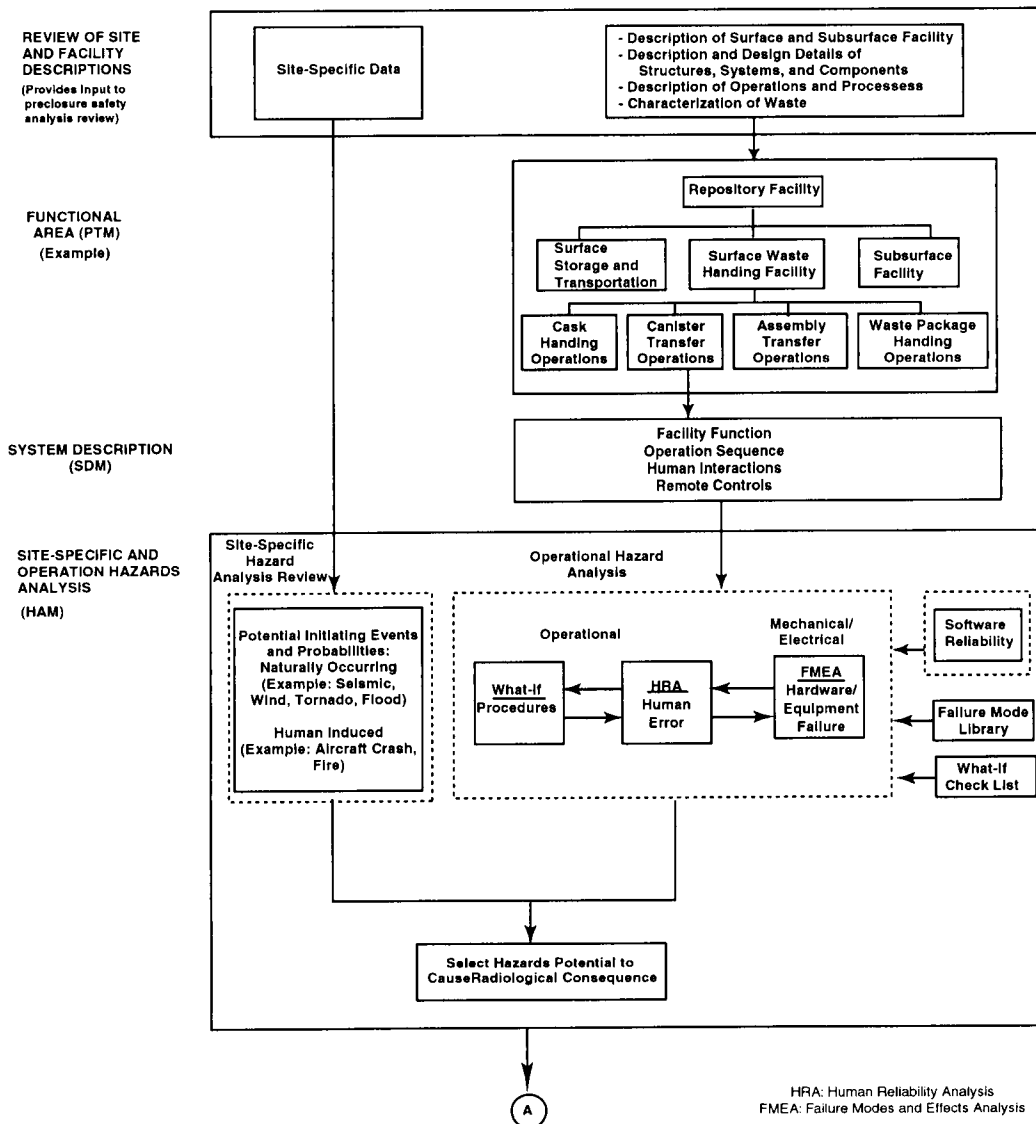 REVIEW OF SITE
AND FACILITY
DESCRIPTIONS
(Provides Input to
preclosure safety
analysis review)
Site-Specific Data
- Description of Surface and Subsurface Facility
- Description and Design Details of
Structures, Systems, and Components
- Description of Operations and Processess
- Characterization of Waste
FUNCTIONAL
AREA (PTM)
(Example)
Repository Facility
Surface
Storage and
Transportation
Surface Waste
Handing Facility
Subsurface
Facility
Cask
Handing
Operations
Canister
Transfer
Operations
Assembly
Transfer
Operations
Waste Package
Handing
Operations
SYSTEM DESCRIPTION
(SDM)
Facility Function
Operation Sequence
Human Interactions
Remote Controls
SITE-SPECIFIC AND
OPERATION HAZARDS
ANALYSIS
(HAM)
Site-Specific
Hazard
Analysis Review
Operational Hazard
Analysis
Potential Initiating Events
and Probabilities:
Naturally Occurring
(Example: Seismic,
Wind, Tornado, Flood)
Human Induced
(Example: Aircraft Crash,
Fire)
Operational
Mechanical/
Electrical
What-If
Procedures
HRA
Human
Error
FMEA
Hardware/
Equipment
Failure
Software
Reliability
Failure Mode
Library
What-If
Check List
Select Hazards Potential to
CauseRadiological Consequence
A
HRA: Human Reliability Analysis
FMEA: Failure Modes and Effects Analysis